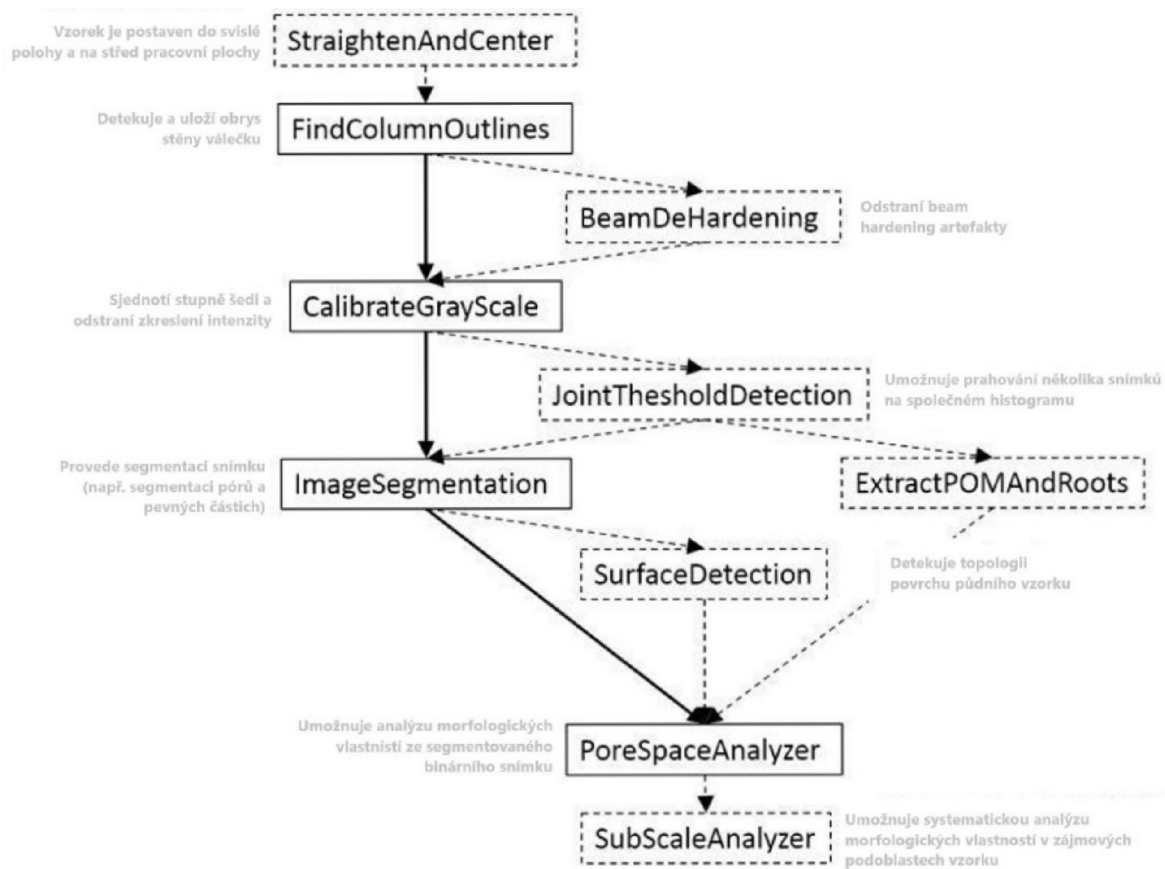 Vzorek je postaven do svislé
polohy a na střed pracovní plochy
StraightenAndCenter
Detekuje a uloží obrys
stěny válečku
FindColumnOutlines
BeamDeHardening
Odstraní beam
hardening artefakty
Sjednotí stupně šedi a
odstraní zkreslení intenzity
CalibrateGrayScale
JointThesholdDetection
Umožnuje prahování několika snímků
na společném histogramu
Provede segmentaci snímku
(např. segmentaci pórů a
pevných částich)
ImageSegmentation
ExtractPOMAndRoots
SurfaceDetection
Detekuje topologii
povrchu půdního vzorku
Umožnuje analýzu morfologických
vlastnístí ze segmentovaného
binárního snímku
PoreSpaceAnalyzer
SubScaleAnalyzer
Umožnuje systematickou analýzu
morfologických vlastností v zájmových
podoblastech vzorku